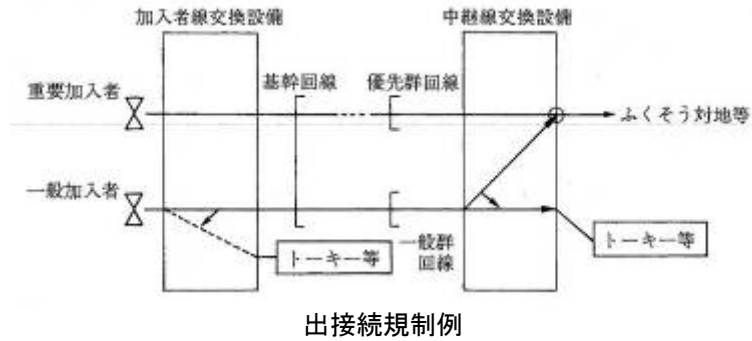 加入者線交換設備
中継線交換設備
基幹回線
優先群回線
重要加入者
ふくそう対地等
一般加入者
トーキー等
一般群
回線
トーキー等
出接続規制例